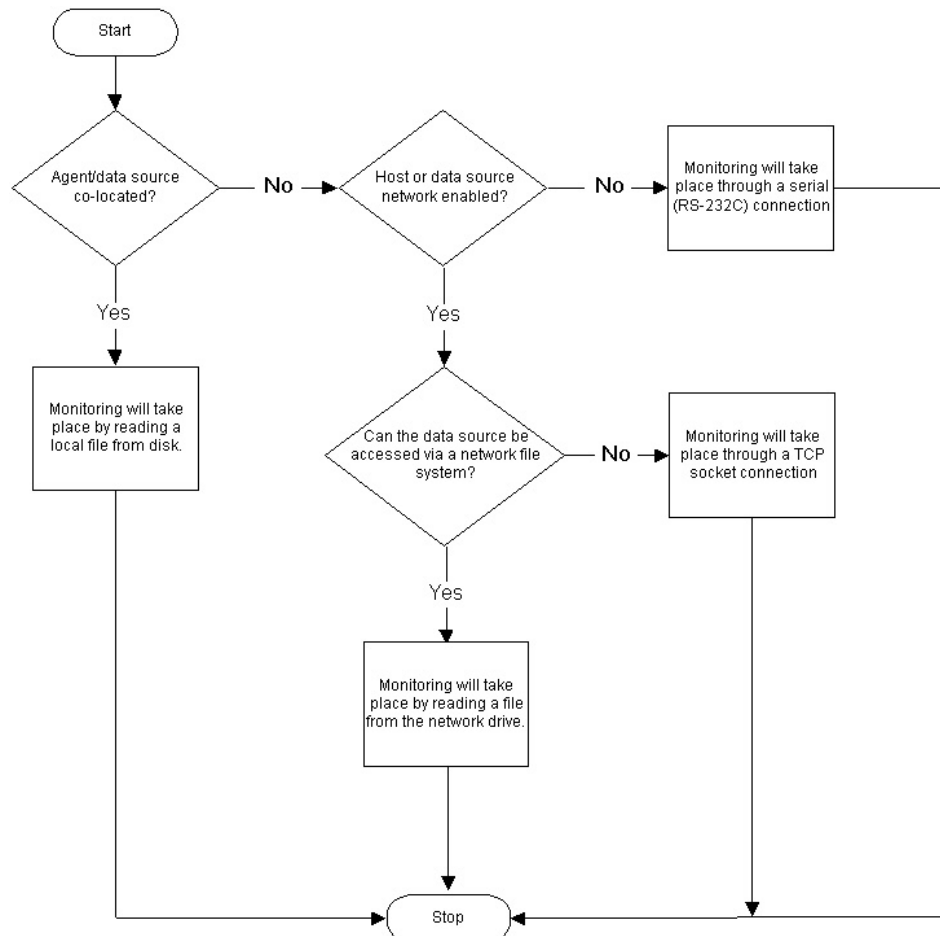 Start
Agent/data source
co-located?
No
Host or data source
network enabled?
No
Monitoring will take
place through a serial
(RS-232C) connection
Yes
Yes
Monitoring will take
place by reading a
local file from disk.
Can the data source be
accessed via a network file
system?
No
Monitoring will take
place through a TCP
socket connection
Yes
Monitoring will take
place by reading a file
from the network drive.
Stop